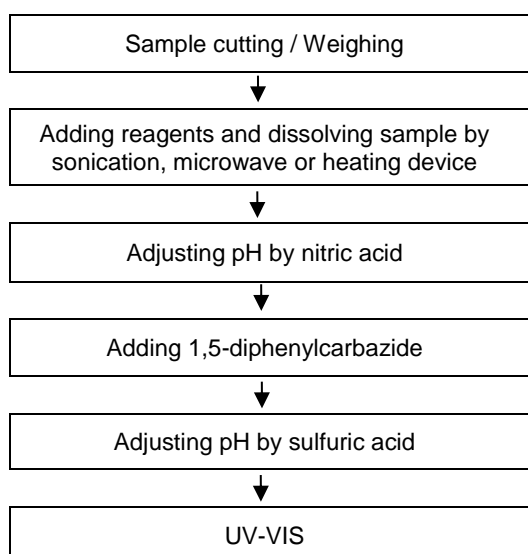 Sample cutting / Weighing
Adding reagents and dissolving sample by
sonication, microwave or heating device
Adjusting pH by nitric acid
Adding 1,5-diphenylcarbazide
Adjusting pH by sulfuric acid
UV-VIS